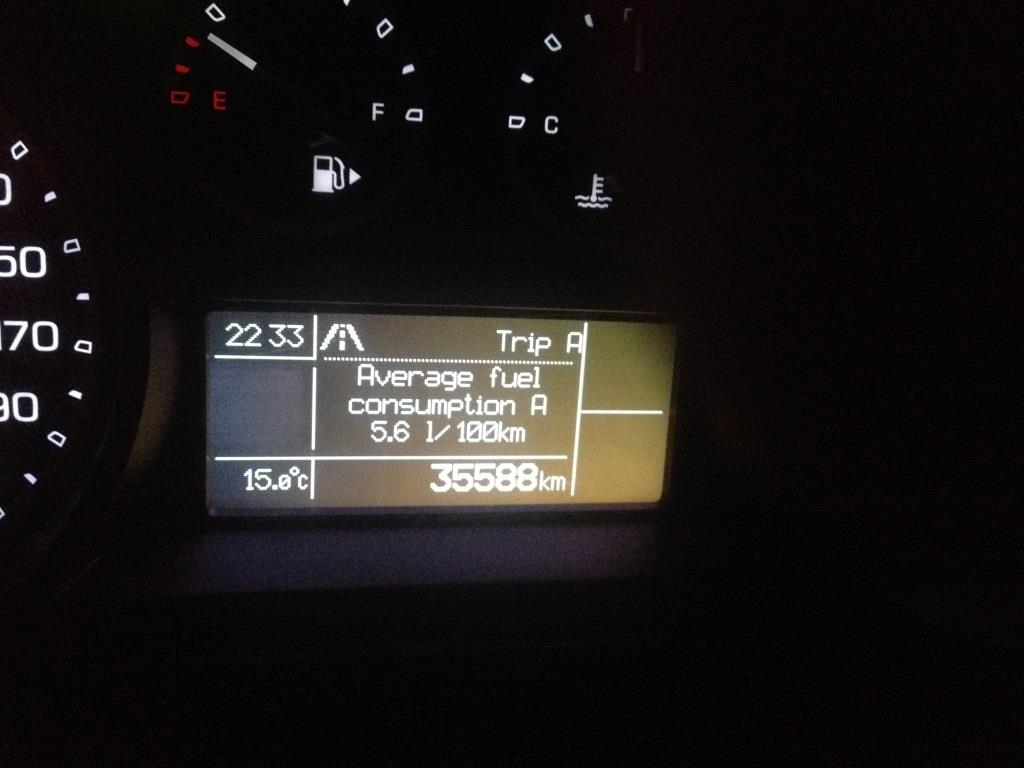 E
F
C
50
170
90
22 33
Trip A
Average fuel
consumption A
5.6 l/100km
15.0°C
35588km